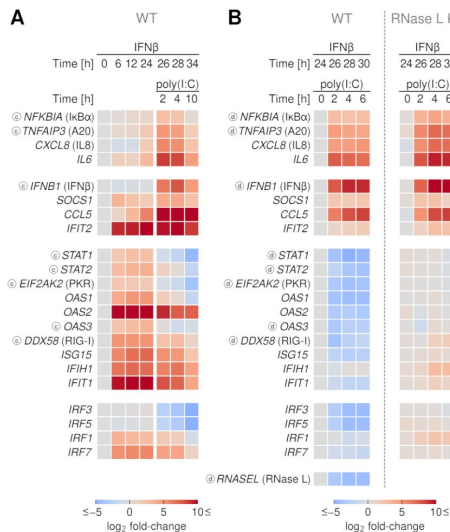 A WT
IFNβ
Time [h] 0 6 12 24 26 28 34
poly(I:C)
Time [h] 2 4 10
ⓒ NFKBIA (IκBα)
ⓒ TNFAIP3 (A20)
CXCL8 (IL8)
IL6
ⓒ IFNB1 (IFNβ)
SOCS1
CCL5
IFIT2
ⓒ STAT1
ⓒ STAT2
ⓒ EIF2AK2 (PKR)
OAS1
OAS2
ⓒ OAS3
ⓒ DDX58 (RIG-I)
ISG15
IFIH1
IFIT1
IRF3
IRF5
IRF1
IRF7
≤−5 0 5 10≤
log2 fold-change
B WT RNase L
IFNβ
Time [h] 24 26 28 30 24 26 28
poly(I:C) poly(I:
Time [h] 0 2 4 6 0 2 4 6
ⓓ NFKBIA (IκBα)
ⓓ TNFAIP3 (A20)
CXCL8 (IL8)
IL6
ⓓ IFNB1 (IFNβ)
SOCS1
CCL5
IFIT2
ⓓ STAT1
ⓓ STAT2
ⓓ EIF2AK2 (PKR)
OAS1
OAS2
ⓓ OAS3
ⓓ DDX58 (RIG-I)
ISG15
IFIH1
IFIT1
IRF3
IRF5
IRF1
IRF7
ⓓ RNASEL (RNase L)
≤−5 0 5 10≤
log2 fold-change